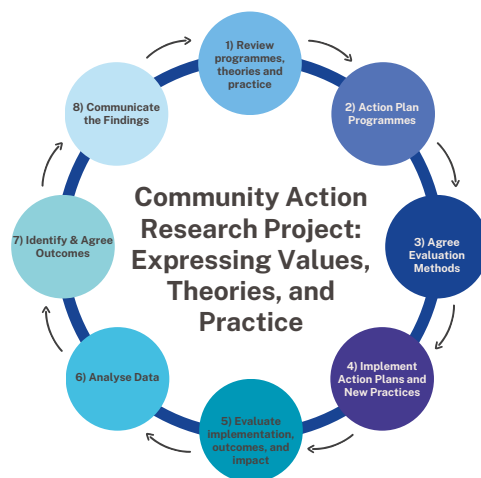 1) Review
programmes,
theories and
practice
2) Action Plan
Programmes
3) Agree
Evaluation
Methods
4) Implement
Action Plans and
New Practices
5) Evaluate
implementation,
outcomes, and
impact
6) Analyse Data
7) Identify & Agree
Outcomes
8) Communicate
the Findings
Community Action
Research Project:
Expressing Values,
Theories, and
Practice